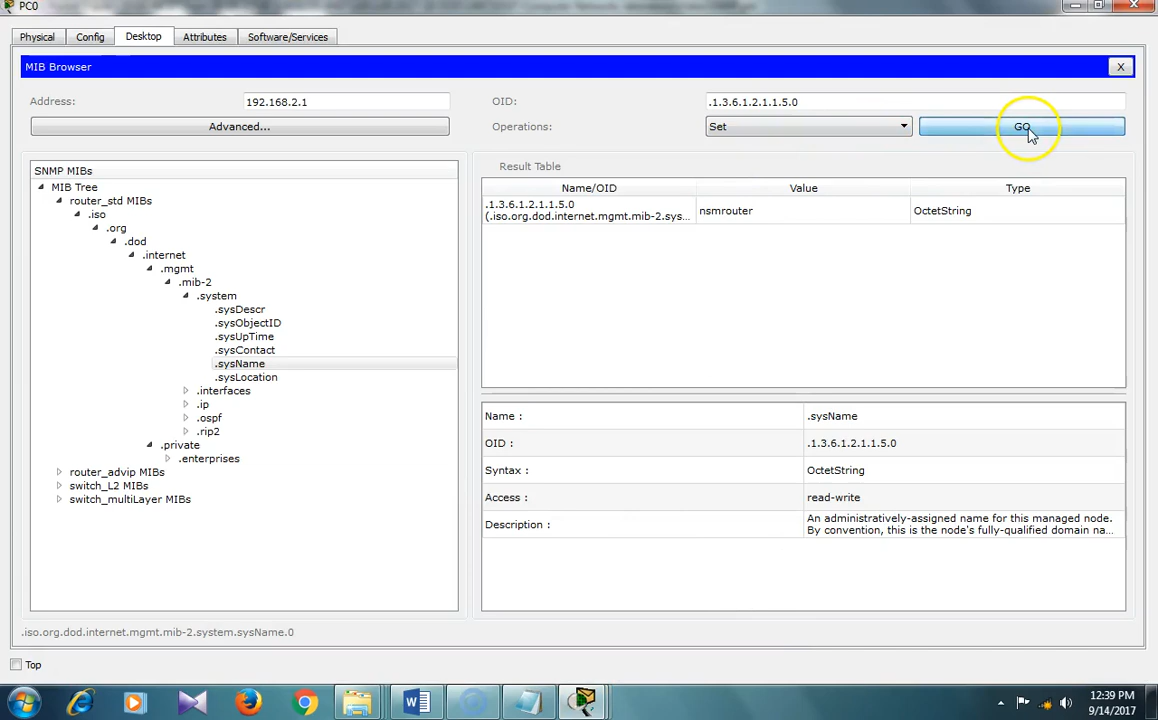 PC0
Physical
Config
Desktop
Attributes
Software/Services
MIB Browser
X
Address:
192.168.2.1
OID:
.1.3.6.1.2.1.1.5.0
Advanced...
Operations:
Set
GO
SNMP MIBs
MIB Tree
router_std MIBs
.iso
.org
.dod
.internet
.mgmt
.mib-2
.system
.sysDescr
.sysObjectID
.sysUpTime
.sysContact
.sysName
.sysLocation
.interfaces
.ip
.ospf
.rip2
.private
.enterprises
router_advip MIBs
switch_L2 MIBs
switch_multiLayer MIBs
Result Table
Name/OID
Value
Type
.1.3.6.1.2.1.1.5.0
(.iso.org.dod.internet.mgmt.mib-2.sys...
nsmrouter
OctetString
Name :
.sysName
OID :
.1.3.6.1.2.1.1.5.0
Syntax :
OctetString
Access :
read-write
Description :
An administratively-assigned name for this managed node.
By convention, this is the node's fully-qualified domain na...
.iso.org.dod.internet.mgmt.mib-2.system.sysName.0
Top
12:39 PM
9/14/2017